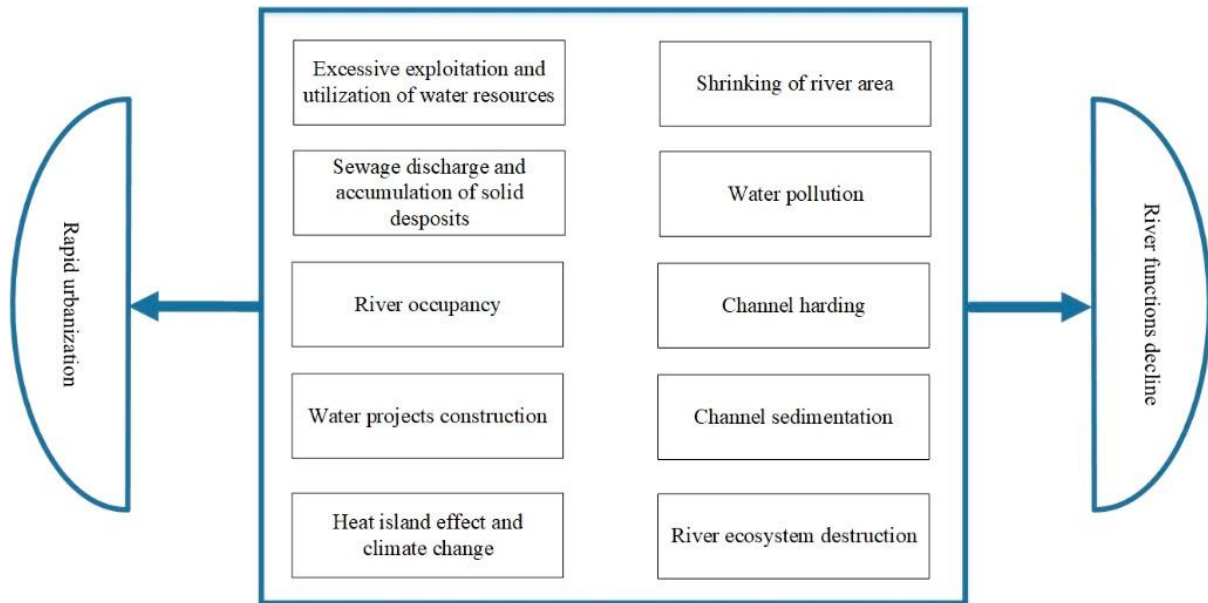 Rapid urbanization
Excessive exploitation and
utilization of water resources
Sewage discharge and
accumulation of solid
desposits
River occupancy
Water projects construction
Heat island effect and
climate change
Shrinking of river area
Water pollution
Channel harding
Channel sedimentation
River ecosystem destruction
River functions decline